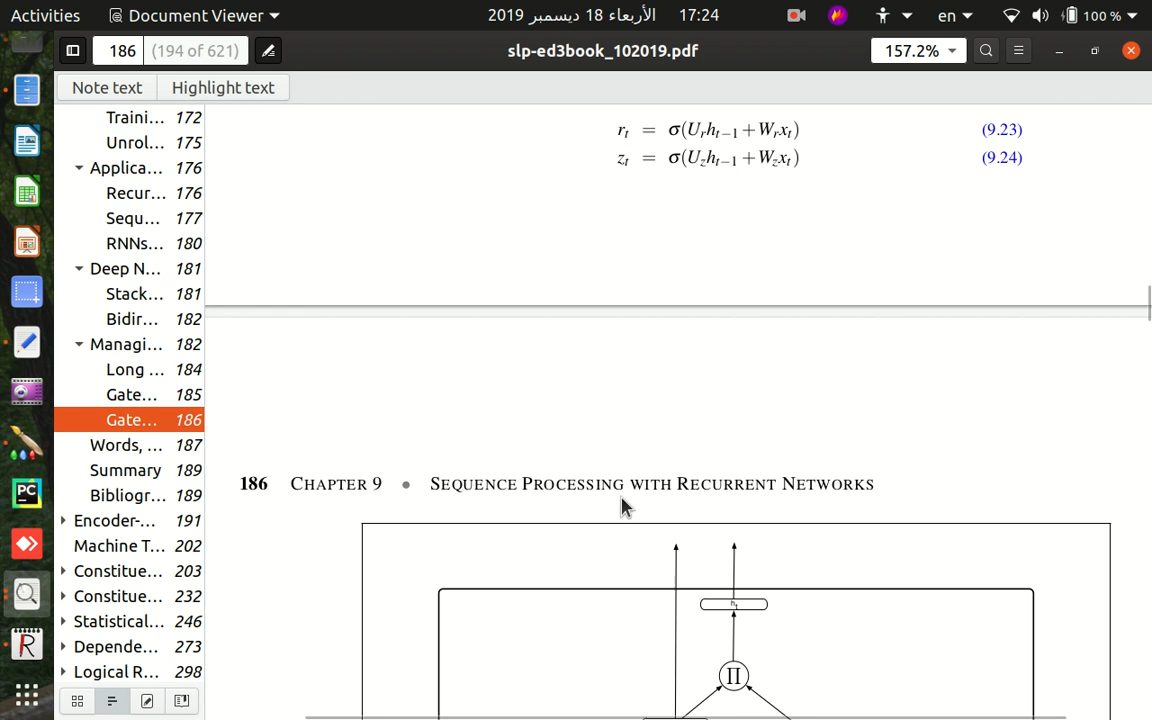 Activities Document Viewer 2019 الأربعاء 18 ديسمبر 17:24 en 100 %
186 (194 of 621) slp-ed3book_102019.pdf 157.2%
Note text Highlight text
Traini... 172
Unrol... 175
Applica... 176
Recur... 176
Sequ... 177
RNNs... 180
Deep N... 181
Stack... 181
Bidir... 182
Managi... 182
Long ... 184
Gate... 185
Gate... 186
Words, ... 187
Summary 189
Bibliogr... 189
Encoder-... 191
Machine T... 202
Constitue... 203
Constitue... 232
Statistical... 246
Depende... 273
Logical R... 298
rₜ = σ(Uᵣhₜ₋₁ + Wᵣxₜ) (9.23)
zₜ = σ(U_zhₜ₋₁ + W_zxₜ) (9.24)
186 CHAPTER 9 • SEQUENCE PROCESSING WITH RECURRENT NETWORKS
hₜ
Π
PC
R